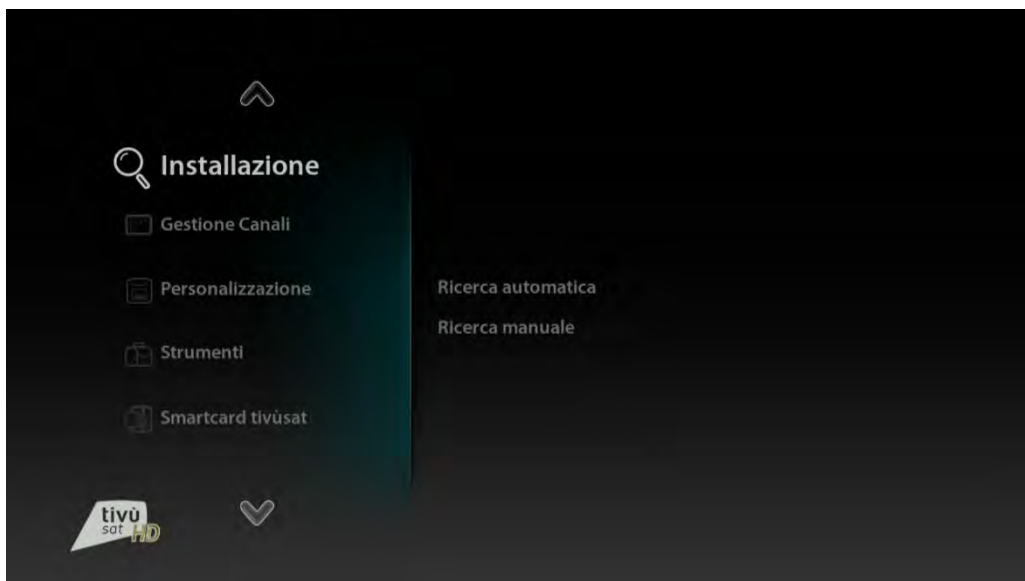 Installazione
Gestione Canali
Personalizzazione
Strumenti
Smartcard tivùsat
Ricerca automatica
Ricerca manuale
tivù
sat HD